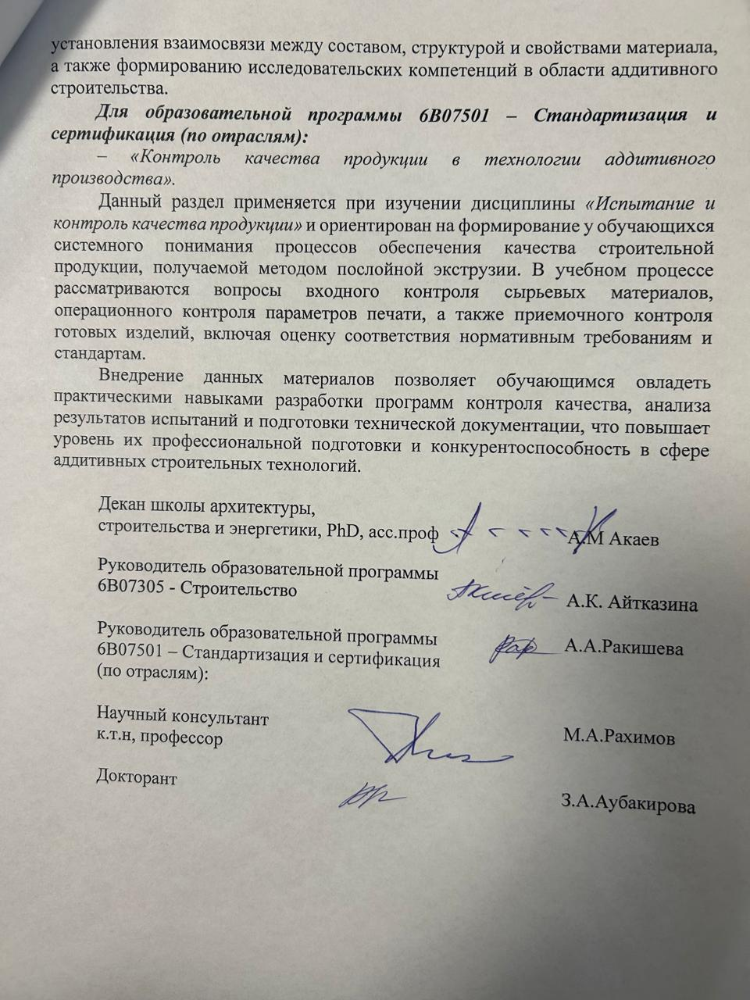 установления взаимосвязи между составом, структурой и свойствами материала,
а также формированию исследовательских компетенций в области аддитивного
строительства.
Для образовательной программы 6В07501 – Стандартизация и
сертификация (по отраслям):
– «Контроль качества продукции в технологии аддитивного
производства».
Данный раздел применяется при изучении дисциплины «Испытание и
контроль качества продукции» и ориентирован на формирование у обучающихся
системного понимания процессов обеспечения качества строительной
продукции, получаемой методом послойной экструзии. В учебном процессе
рассматриваются вопросы входного контроля сырьевых материалов,
операционного контроля параметров печати, а также приемочного контроля
готовых изделий, включая оценку соответствия нормативным требованиям и
стандартам.
Внедрение данных материалов позволяет обучающимся овладеть
практическими навыками разработки программ контроля качества, анализа
результатов испытаний и подготовки технической документации, что повышает
уровень их профессиональной подготовки и конкурентоспособность в сфере
аддитивных строительных технологий.
Декан школы архитектуры,
строительства и энергетики, PhD, асс.проф А.М Акаев
Руководитель образовательной программы
6В07305 - Строительство А.К. Айтказина
Руководитель образовательной программы
6В07501 – Стандартизация и сертификация А.А.Ракишева
(по отраслям):
Научный консультант
к.т.н, профессор М.А.Рахимов
Докторант
З.А.Аубакирова